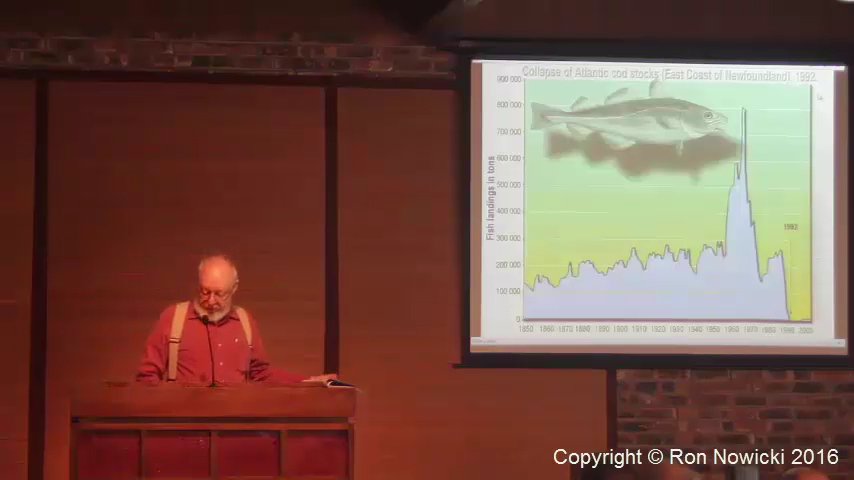 Collapse of Atlantic cod stocks (East Coast of Newfoundland), 1992
900 000
800 000
700 000
600 000
500 000
400 000
300 000
200 000
100 000
0
Fish landings in tons
1992
1850 1860 1870 1880 1890 1900 1910 1920 1930 1940 1950 1960 1970 1980 1990 2000
Copyright © Ron Nowicki 2016